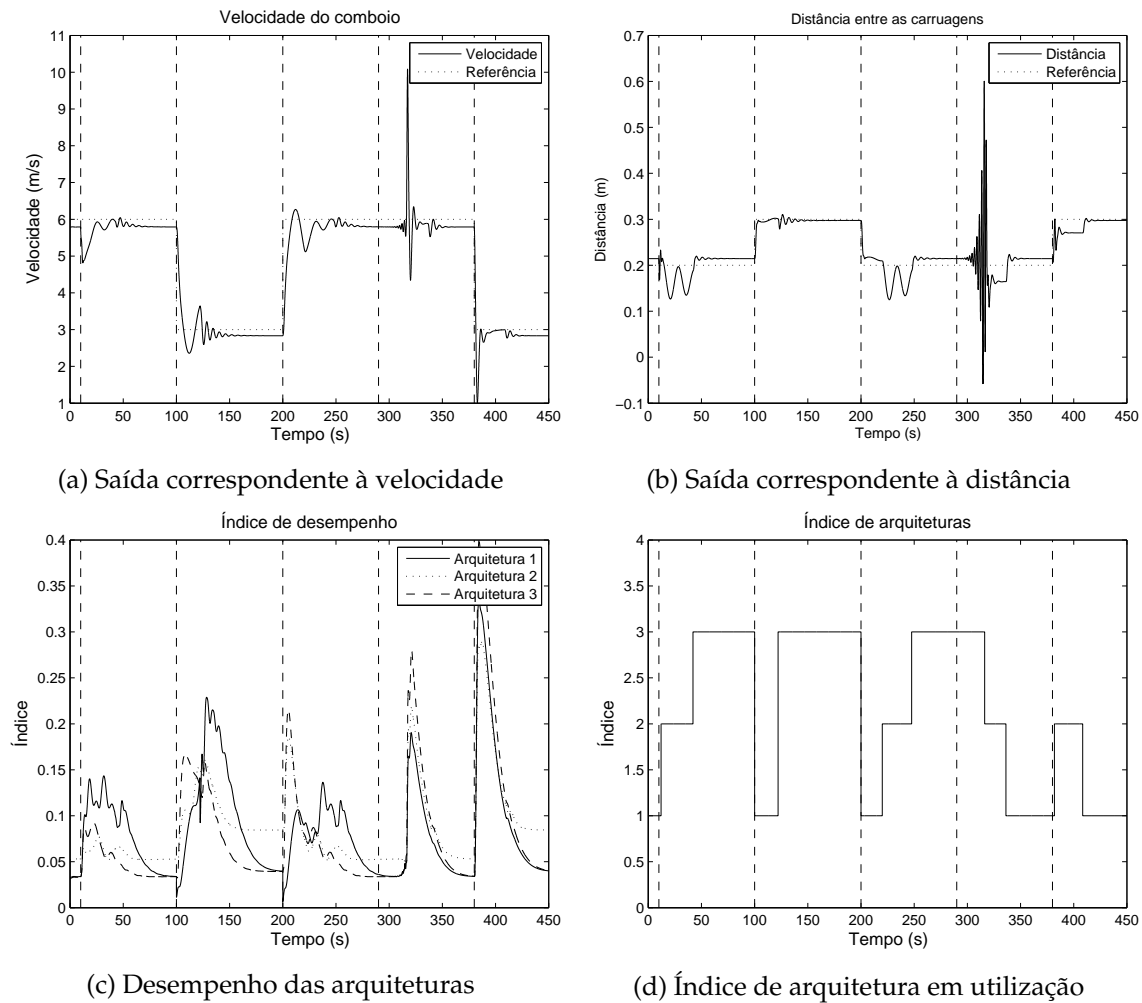 Velocidade do comboio
11
10
9
8
7
6
5
4
3
2
1
0 50 100 150 200 250 300 350 400 450
Velocidade (m/s)
Tempo (s)
Velocidade
Referência
(a) Saída correspondente à velocidade
Distância entre as carruagens
0.7
0.6
0.5
0.4
0.3
0.2
0.1
0
−0.1
0 50 100 150 200 250 300 350 400 450
Distância (m)
Tempo (s)
Distância
Referência
(b) Saída correspondente à distância
Índice de desempenho
0.4
0.35
0.3
0.25
0.2
0.15
0.1
0.05
0
0 50 100 150 200 250 300 350 400 450
Índice
Tempo (s)
Arquitetura 1
Arquitetura 2
Arquitetura 3
(c) Desempenho das arquiteturas
Índice de arquiteturas
4
3.5
3
2.5
2
1.5
1
0.5
0
0 50 100 150 200 250 300 350 400 450
Índice
Tempo (s)
(d) Índice de arquitetura em utilização